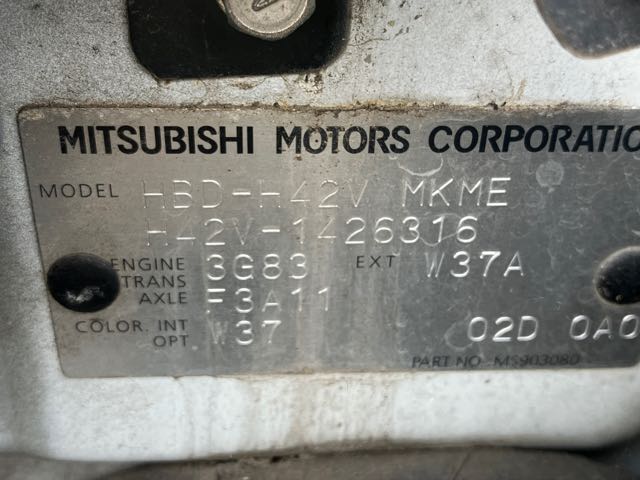 MITSUBISHI MOTORS CORPORATIO
MODEL HBD-H42V MKME
H42V-1426316
ENGINE 3G83 EXT W37A
TRANS
AXLE F3A11
COLOR. INT W37
OPT. 02D 0A0
PART NO MS903080